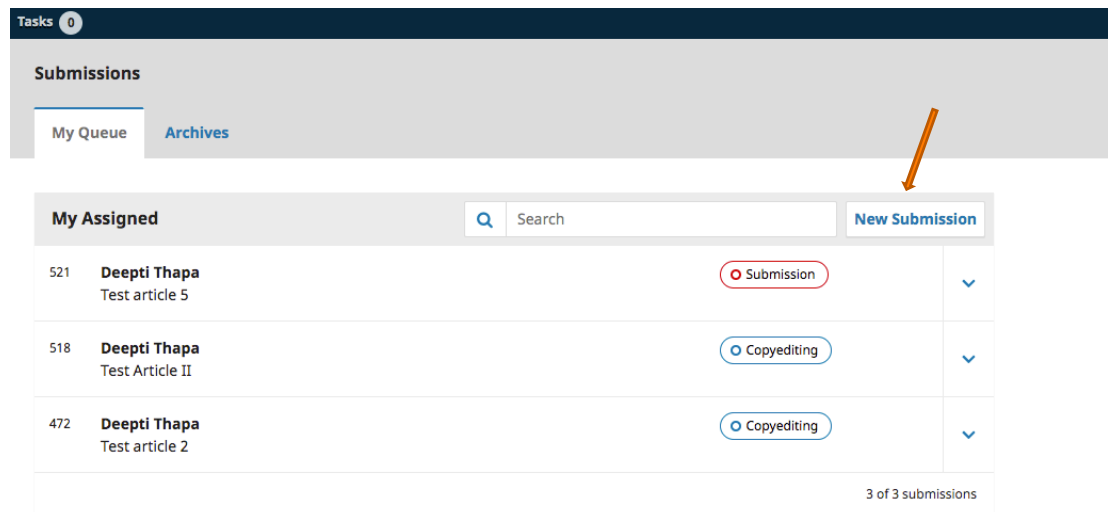 Tasks 0
Submissions
My Queue Archives
My Assigned Search New Submission
521 Deepti Thapa Submission
Test article 5
518 Deepti Thapa Copyediting
Test Article II
472 Deepti Thapa Copyediting
Test article 2
3 of 3 submissions